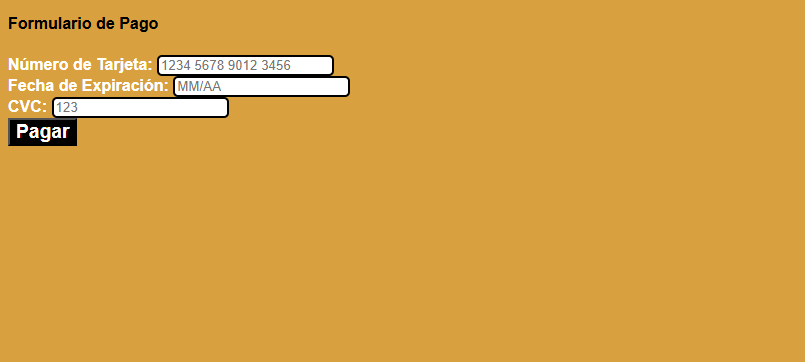 Formulario de Pago
Número de Tarjeta: 1234 5678 9012 3456
Fecha de Expiración: MM/AA
CVC: 123
Pagar